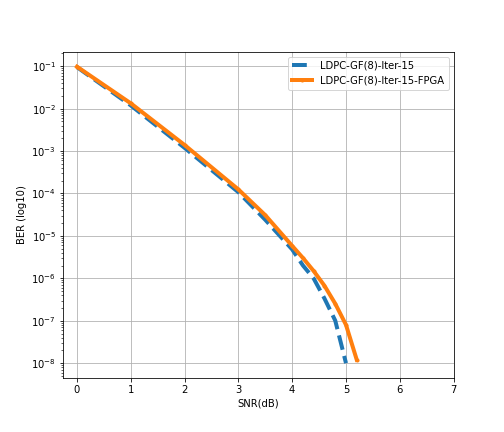 LDPC-GF(8)-Iter-15
LDPC-GF(8)-Iter-15-FPGA
BER (log10)
10⁻¹
10⁻²
10⁻³
10⁻⁴
10⁻⁵
10⁻⁶
10⁻⁷
10⁻⁸
0 1 2 3 4 5 6 7
SNR(dB)